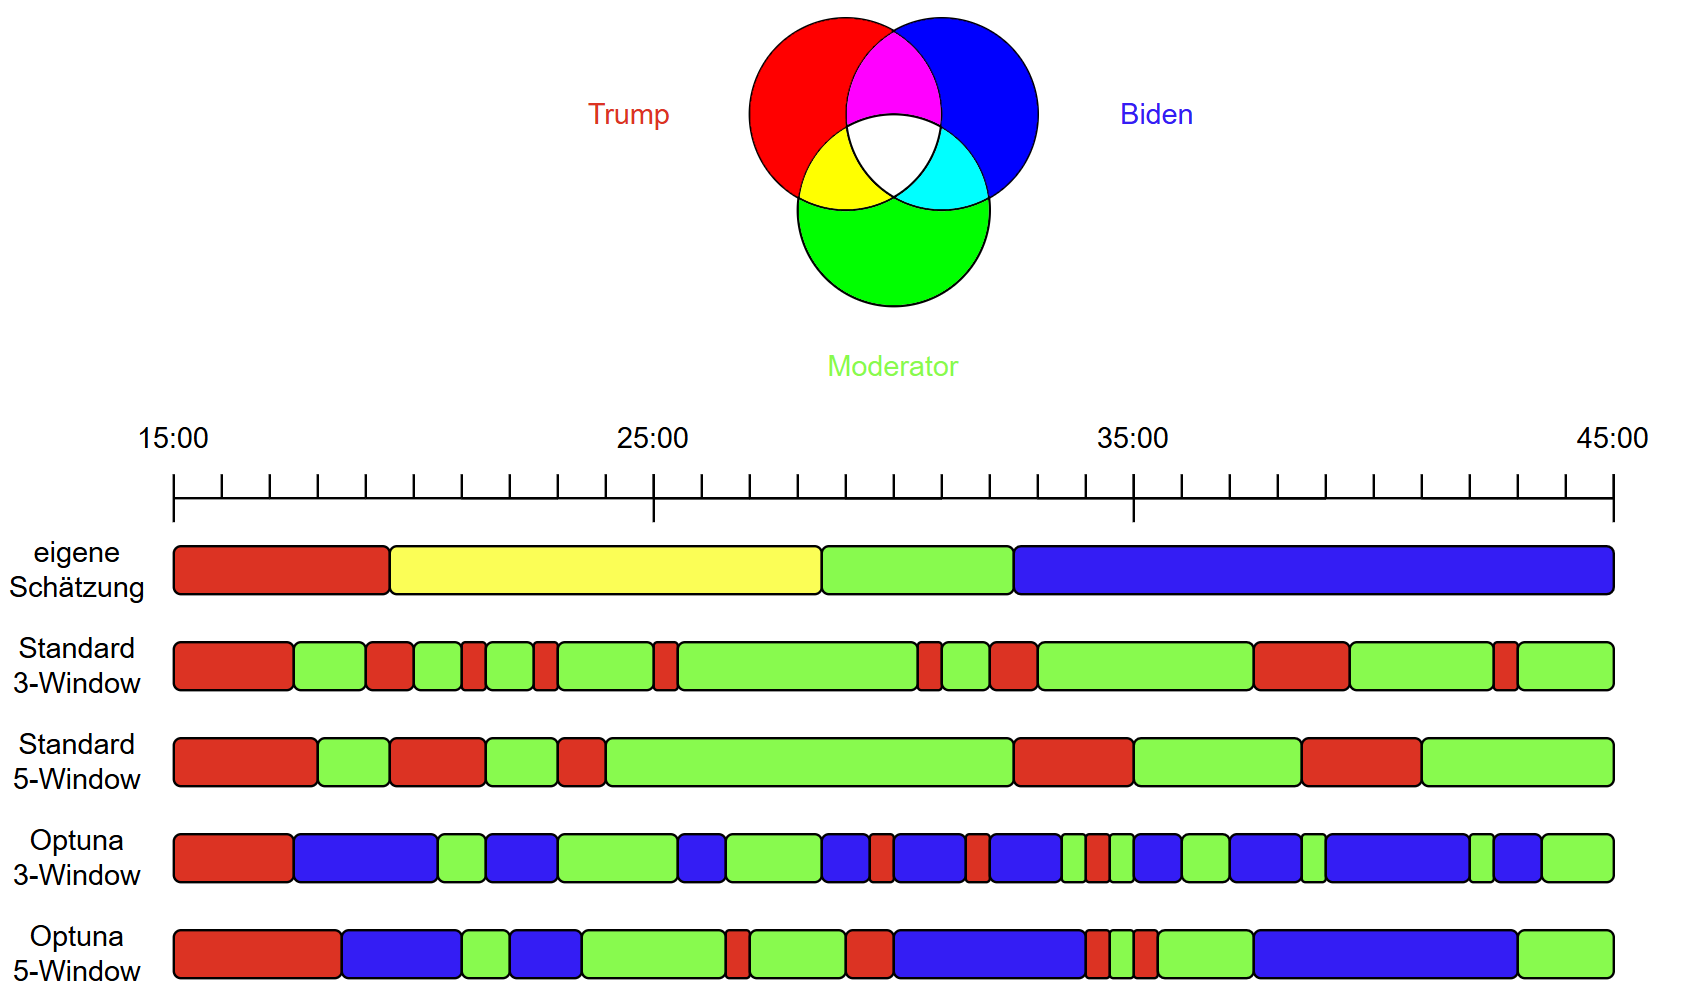 Trump
Biden
Moderator
15:00
25:00
35:00
45:00
eigene
Schätzung
Standard
3-Window
Standard
5-Window
Optuna
3-Window
Optuna
5-Window